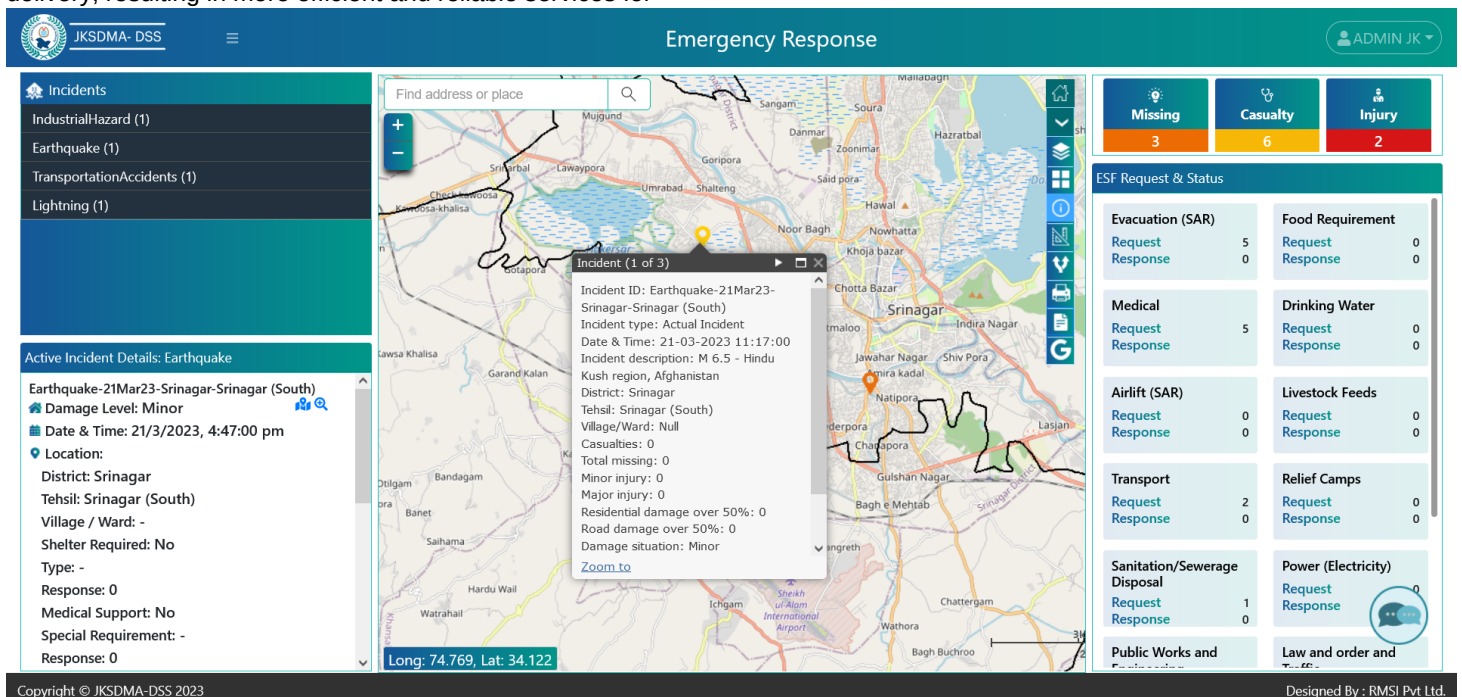 delivery, resulting in more efficient and reliable services for
JKSDMA- DSS
Emergency Response
ADMIN JK
Incidents
IndustrialHazard (1)
Earthquake (1)
TransportationAccidents (1)
Lightning (1)
Active Incident Details: Earthquake
Earthquake-21Mar23-Srinagar-Srinagar (South)
Damage Level: Minor
Date & Time: 21/3/2023, 4:47:00 pm
Location:
District: Srinagar
Tehsil: Srinagar (South)
Village / Ward: -
Shelter Required: No
Type: -
Response: 0
Medical Support: No
Special Requirement: -
Response: 0
Find address or place
+
−
Mujgund
Sangam
Soura
Danmar
Hazratbal
Zoonimar
Goripora
Srifarbal
Lawaypora
Said pora
Umrabad
Shalteng
Hawal
Noor Bagh
Nowhatta
Khoja bazar
Gotapora
Chotta Bazar
Srinagar
Indira Nagar
Jawahar Nagar
Shiv Pora
Garand Kalan
Natipora
Lasjan
Chanapora
Gulshan Nagar
Bandagam
Bagh e Mehtab
Srinagar District
Banet
Saihama
Hardu Wail
Ichgam
Sheikh
ul-Alam
International
Airport
Chattergam
Watrahail
Wathora
Bagh Buchroo
Incident (1 of 3)
Incident ID: Earthquake-21Mar23-
Srinagar-Srinagar (South)
Incident type: Actual Incident
Date & Time: 21-03-2023 11:17:00
Incident description: M 6.5 - Hindu
Kush region, Afghanistan
District: Srinagar
Tehsil: Srinagar (South)
Village/Ward: Null
Casualties: 0
Total missing: 0
Minor injury: 0
Major injury: 0
Residential damage over 50%: 0
Road damage over 50%: 0
Damage situation: Minor
Zoom to
G
Long: 74.769, Lat: 34.122
Missing Casualty Injury
3 6 2
ESF Request & Status
Evacuation (SAR)
Request 5
Response 0
Food Requirement
Request 0
Response 0
Medical
Request 5
Response
Drinking Water
Request 0
Response 0
Airlift (SAR)
Request 0
Response 0
Livestock Feeds
Request 0
Response 0
Transport
Request 2
Response 0
Relief Camps
Request 0
Response 0
Sanitation/Sewerage
Disposal
Request 1
Response 0
Power (Electricity)
Request 0
Response
Public Works and
Engineering
Law and order and
Traffic
Copyright © JKSDMA-DSS 2023
Designed By : RMSI Pvt Ltd.